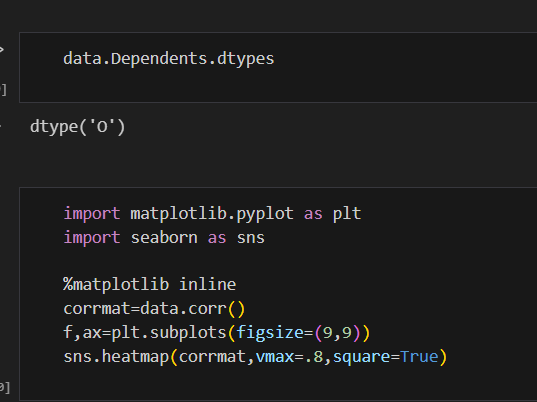 data.Dependents.dtypes
]
dtype('O')
import matplotlib.pyplot as plt
import seaborn as sns
%matplotlib inline
corrmat=data.corr()
f,ax=plt.subplots(figsize=(9,9))
sns.heatmap(corrmat,vmax=.8,square=True)
]